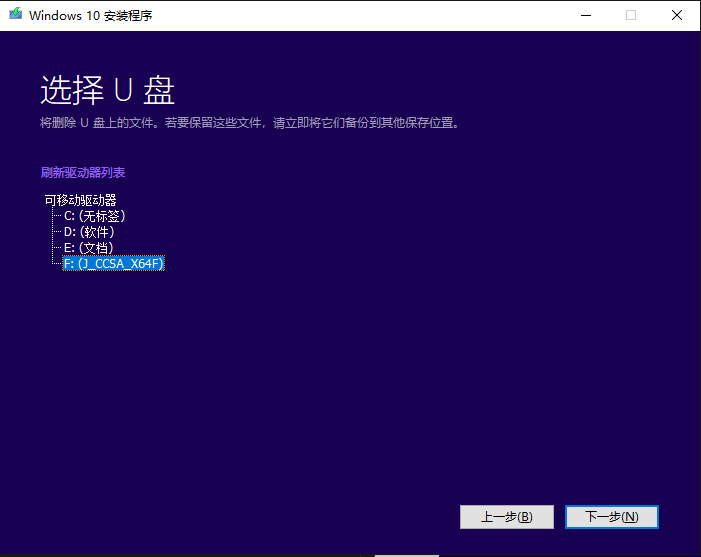 Windows 10 安装程序
选择 U 盘
将删除 U 盘上的文件。若要保留这些文件，请立即将它们备份到其他保存位置。
刷新驱动器列表
可移动驱动器
C: (无标签)
D: (软件)
E: (文档)
F: (J_CCSA_X64F)
上一步(B)
下一步(N)